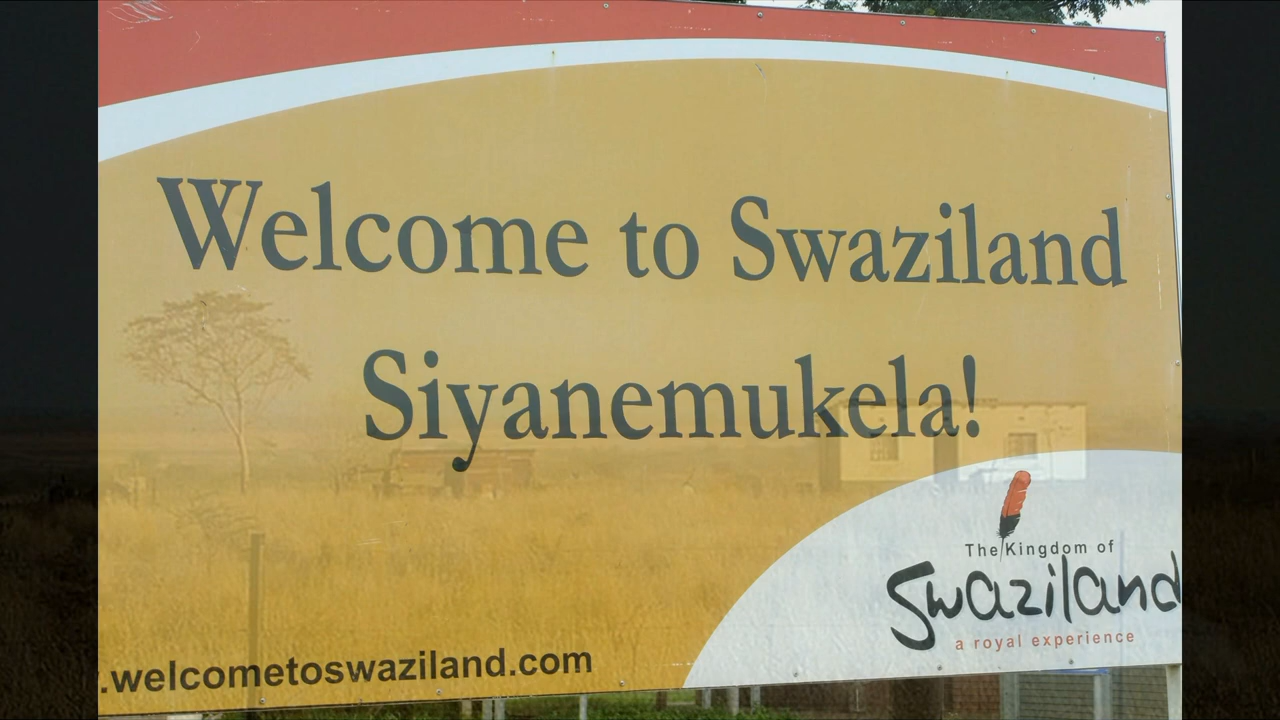 Welcome to Swaziland
Siyanemukela!
The Kingdom of
Swaziland
a royal experience
.welcometoswaziland.com